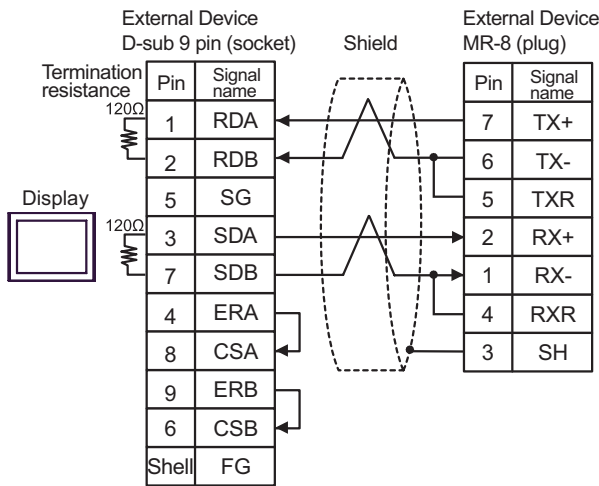 External Device
D-sub 9 pin (socket)
Shield
External Device
MR-8 (plug)
Termination
resistance
Pin
Signal
name
Pin
Signal
name
120Ω
1 RDA
7 TX+
2 RDB
6 TX-
5 SG
5 TXR
Display
120Ω
3 SDA
2 RX+
7 SDB
1 RX-
4 ERA
4 RXR
8 CSA
3 SH
9 ERB
6 CSB
Shell FG